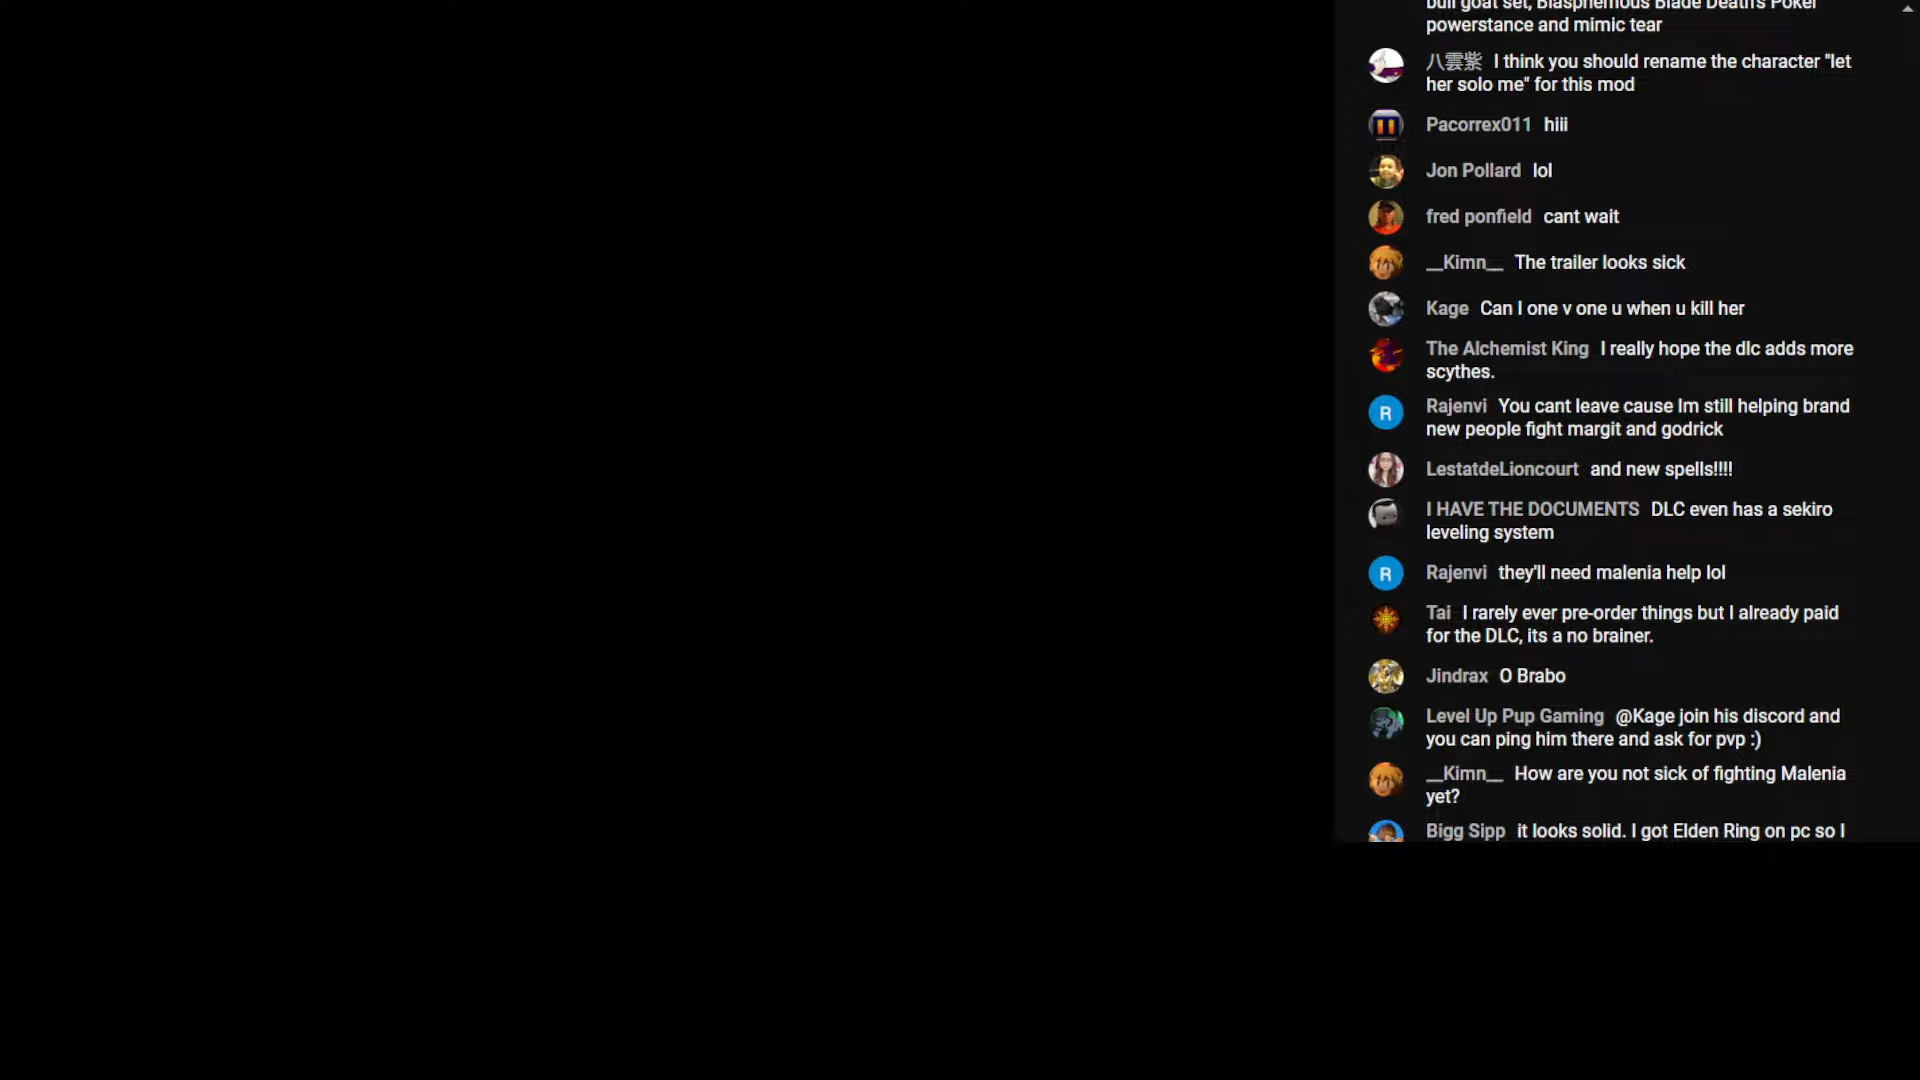 bull goat set, Blasphemous Blade Death's Poker
powerstance and mimic tear
八雲紫 I think you should rename the character "let
her solo me" for this mod
Pacorrex011 hiii
Jon Pollard lol
fred ponfield cant wait
__Kimn__ The trailer looks sick
Kage Can I one v one u when u kill her
The Alchemist King I really hope the dlc adds more
scythes.
R Rajenvi You cant leave cause Im still helping brand
new people fight margit and godrick
LestatdeLioncourt and new spells!!!!
I HAVE THE DOCUMENTS DLC even has a sekiro
leveling system
R Rajenvi they'll need malenia help lol
Tai I rarely ever pre-order things but I already paid
for the DLC, its a no brainer.
Jindrax O Brabo
Level Up Pup Gaming @Kage join his discord and
you can ping him there and ask for pvp :)
__Kimn__ How are you not sick of fighting Malenia
yet?
Bigg Sipp it looks solid. I got Elden Ring on pc so I